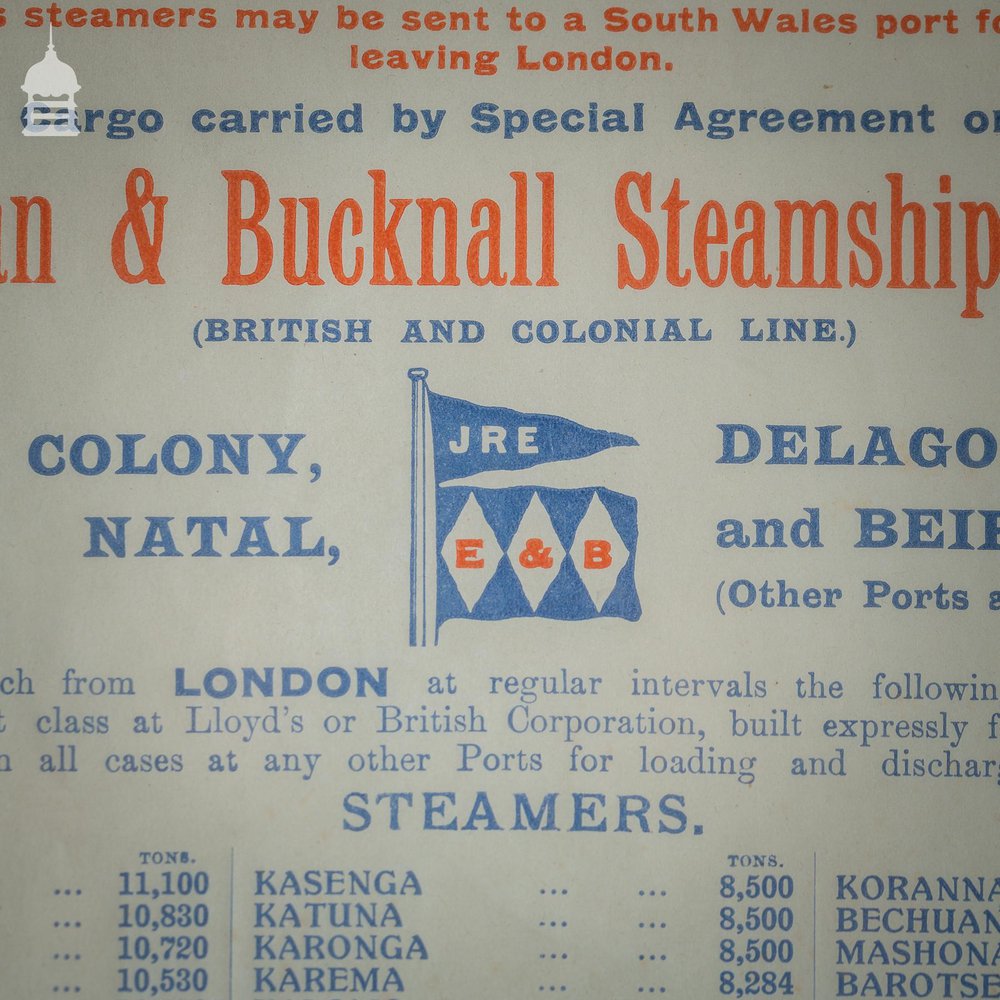 s steamers may be sent to a South Wales port fo
leaving London.
Cargo carried by Special Agreement o
an & Bucknall Steamship
(BRITISH AND COLONIAL LINE.)
COLONY,
NATAL,
JRE
E & B
DELAGO
and BEI
(Other Ports a
ch from LONDON at regular intervals the followin
t class at Lloyd's or British Corporation, built expressly f
n all cases at any other Ports for loading and discharg
STEAMERS.
TONS.
... 11,100
... 10,830
... 10,720
... 10,530
TONS.
KASENGA ... ... 8,500
KATUNA ... ... 8,500
KARONGA ... ... 8,500
KAREMA ... ... 8,284
KORANNA
BECHUAN
MASHONA
BAROTSE